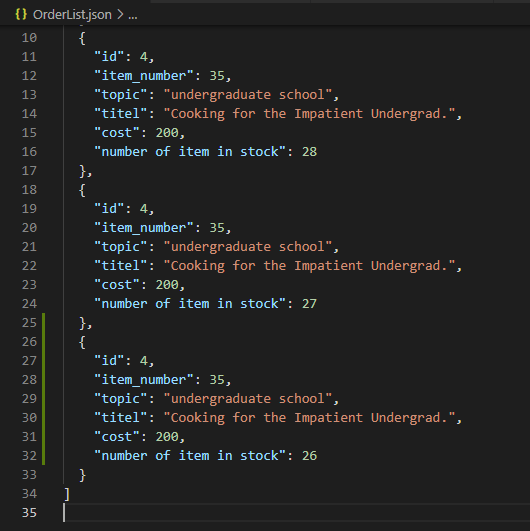 {} OrderList.json > ...
10 {
11 "id": 4,
12 "item_number": 35,
13 "topic": "undergraduate school",
14 "titel": "Cooking for the Impatient Undergrad.",
15 "cost": 200,
16 "number of item in stock": 28
17 },
18 {
19 "id": 4,
20 "item_number": 35,
21 "topic": "undergraduate school",
22 "titel": "Cooking for the Impatient Undergrad.",
23 "cost": 200,
24 "number of item in stock": 27
25 },
26 {
27 "id": 4,
28 "item_number": 35,
29 "topic": "undergraduate school",
30 "titel": "Cooking for the Impatient Undergrad.",
31 "cost": 200,
32 "number of item in stock": 26
33 }
34 ]
35